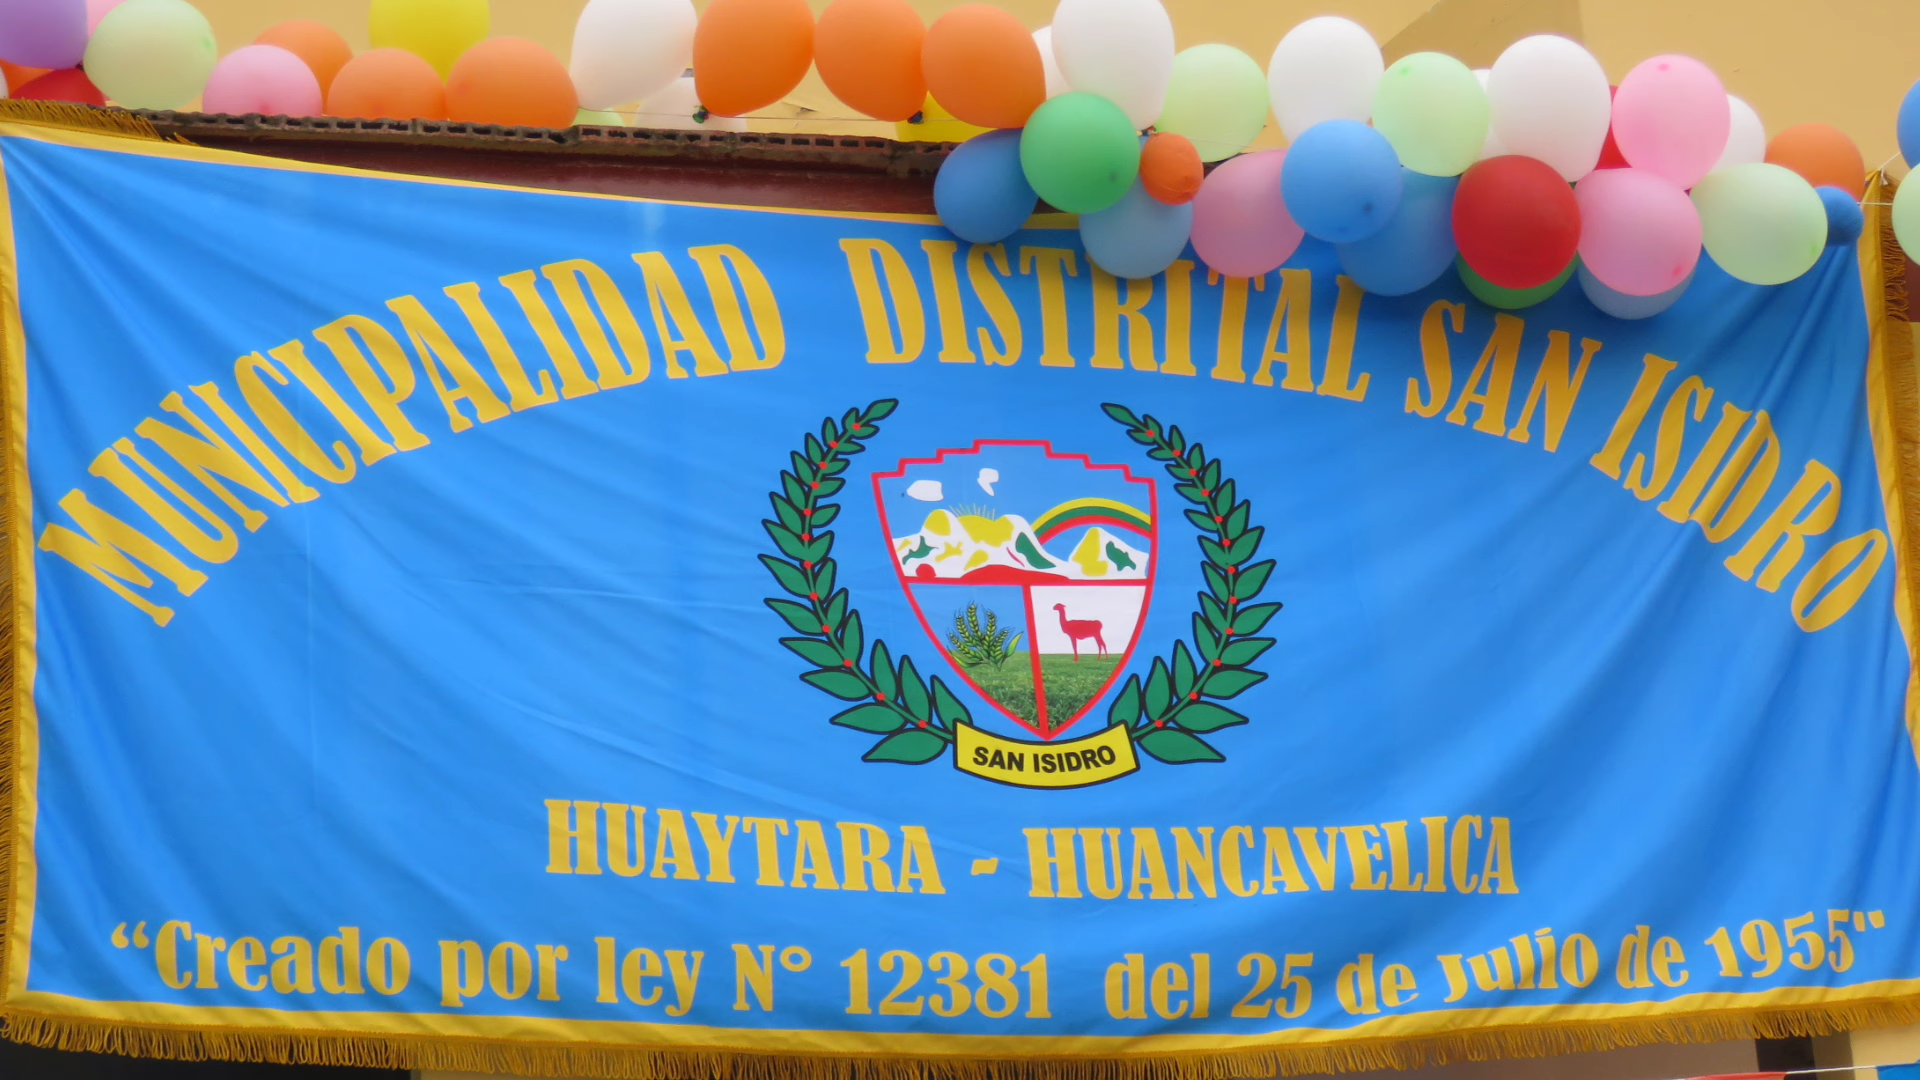 MUNICIPALIDAD DISTRITAL SAN ISIDRO
SAN ISIDRO
HUAYTARA - HUANCAVELICA
“Creado por ley N° 12381 del 25 de Julio de 1955"